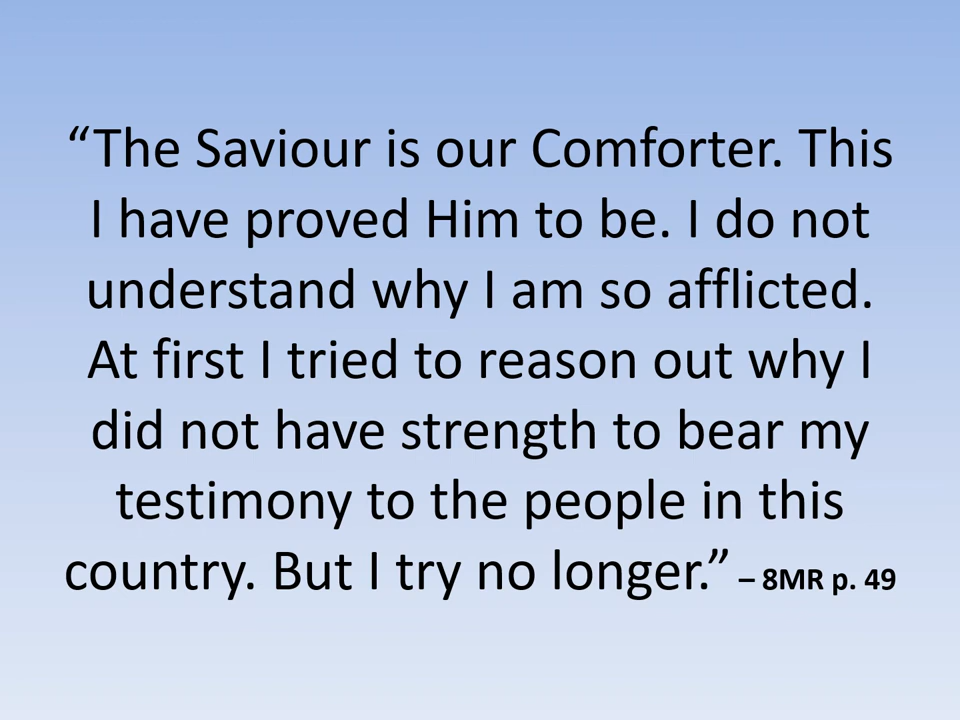 “The Saviour is our Comforter. This
I have proved Him to be. I do not
understand why I am so afflicted.
At first I tried to reason out why I
did not have strength to bear my
testimony to the people in this
country. But I try no longer.” – 8MR p. 49